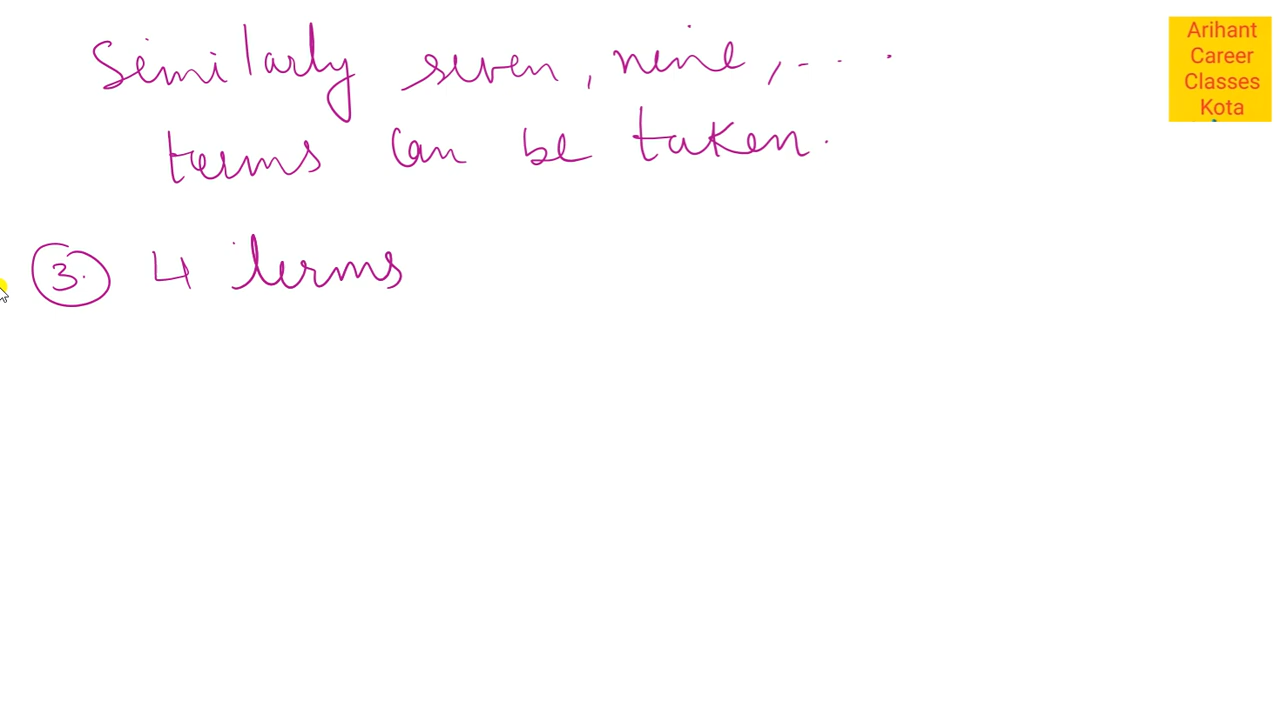 Similarly seven, nine, ....
terms can be taken.
3. 4 terms
Arihant
Career
Classes
Kota